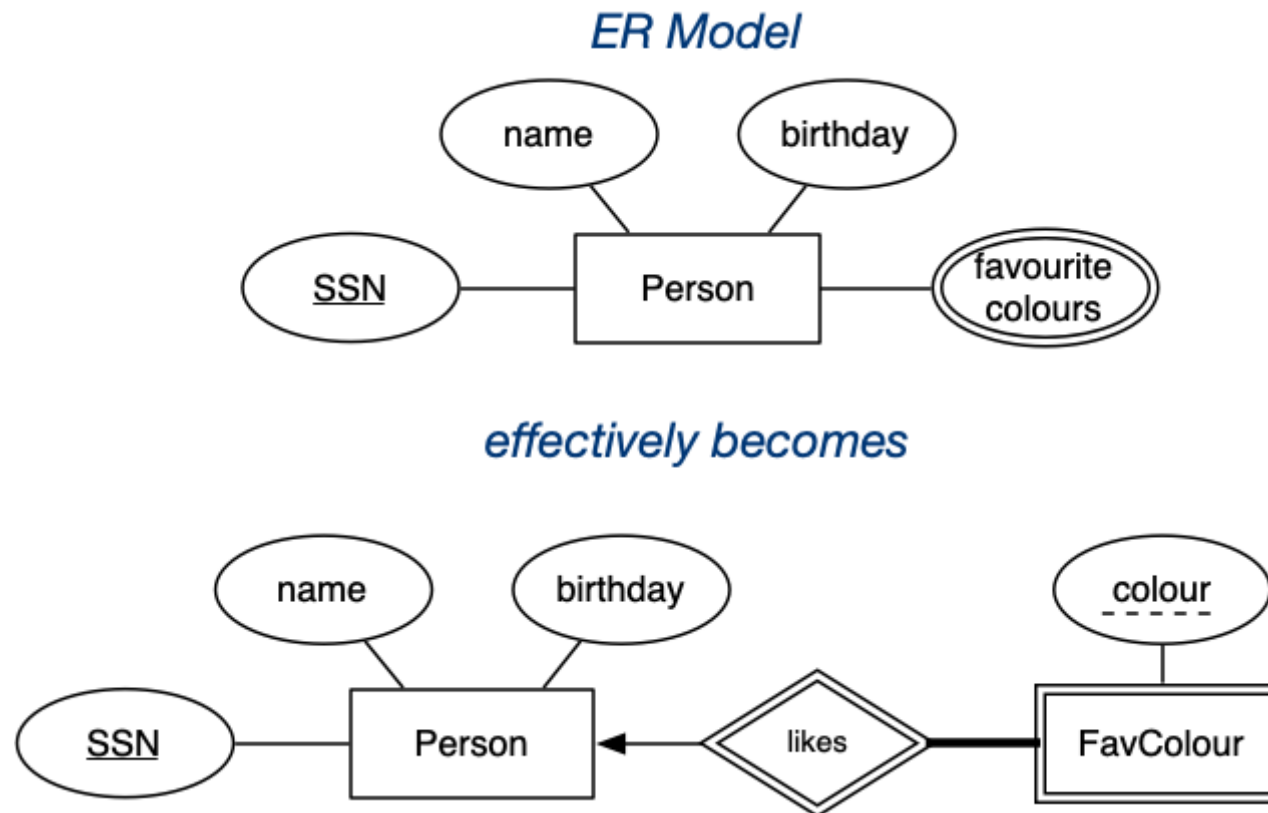 ER Model
name
birthday
SSN
Person
favourite
colours
effectively becomes
name
birthday
colour
SSN
Person
likes
FavColour